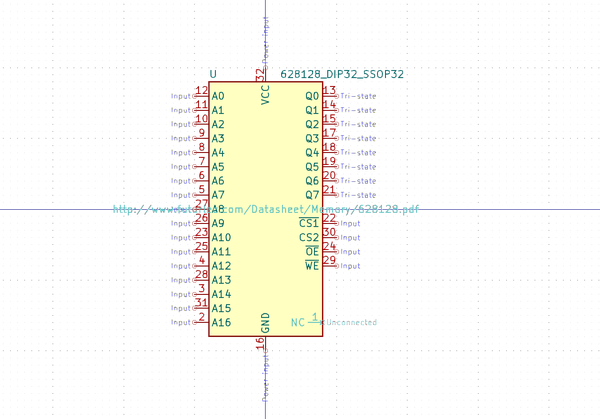 Power Input
32
VCC
U 628128_DIP32_SSOP32
Input 12 A0 Q0 13 Tri-state
Input 11 A1 Q1 14 Tri-state
Input 10 A2 Q2 15 Tri-state
Input 9 A3 Q3 17 Tri-state
Input 8 A4 Q4 18 Tri-state
Input 7 A5 Q5 19 Tri-state
Input 6 A6 Q6 20 Tri-state
Input 5 A7 Q7 21 Tri-state
27 A8
http://www.futurlec.com/Datasheet/Memory/628128.pdf
Input 26 A9 CS1 22 Input
Input 23 A10 CS2 30 Input
Input 25 A11 OE 24 Input
Input 4 A12 WE 29 Input
Input 28 A13
Input 3 A14
Input 31 A15
Input 2 A16 NC 1 Unconnected
GND
16
Power Input